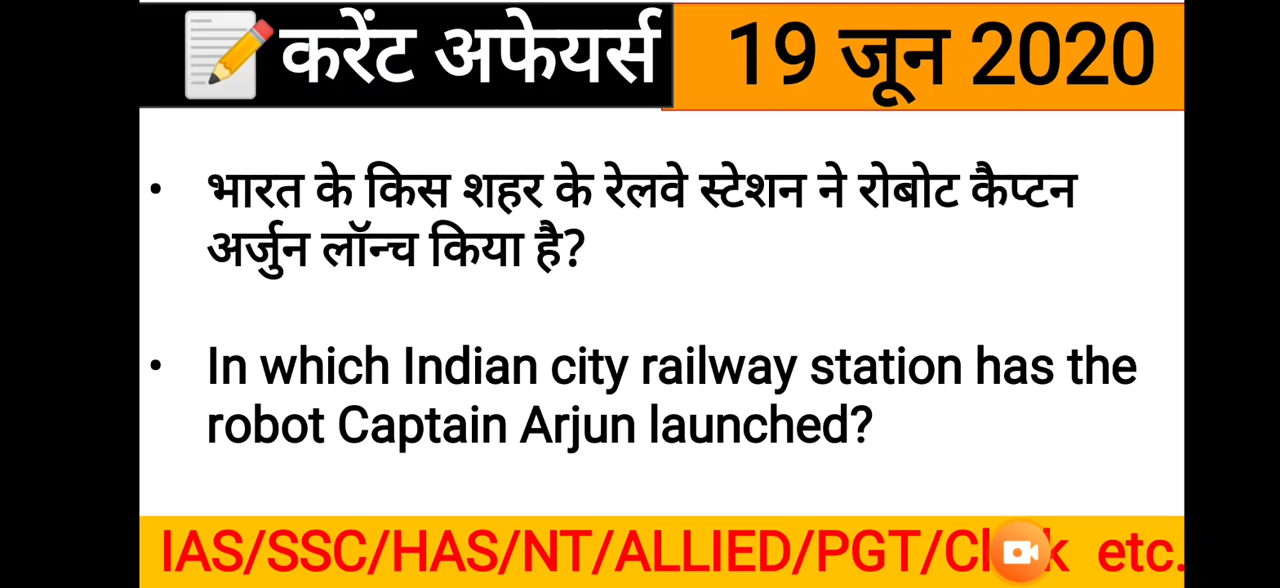 करेंट अफेयर्स 19 जून 2020
• भारत के किस शहर के रेलवे स्टेशन ने रोबोट कैप्टन
अर्जुन लॉन्च किया है?
• In which Indian city railway station has the
robot Captain Arjun launched?
IAS/SSC/HAS/NT/ALLIED/PGT/ etc.